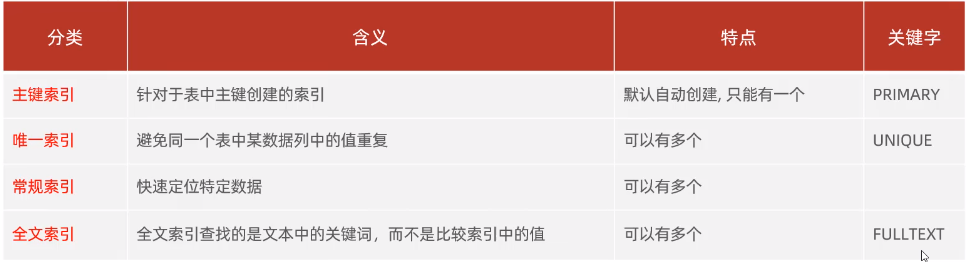 分类 含义 特点 关键字
主键索引 针对于表中主键创建的索引 默认自动创建, 只能有一个 PRIMARY
唯一索引 避免同一个表中某数据列中的值重复 可以有多个 UNIQUE
常规索引 快速定位特定数据 可以有多个
全文索引 全文索引查找的是文本中的关键词，而不是比较索引中的值 可以有多个 FULLTEXT